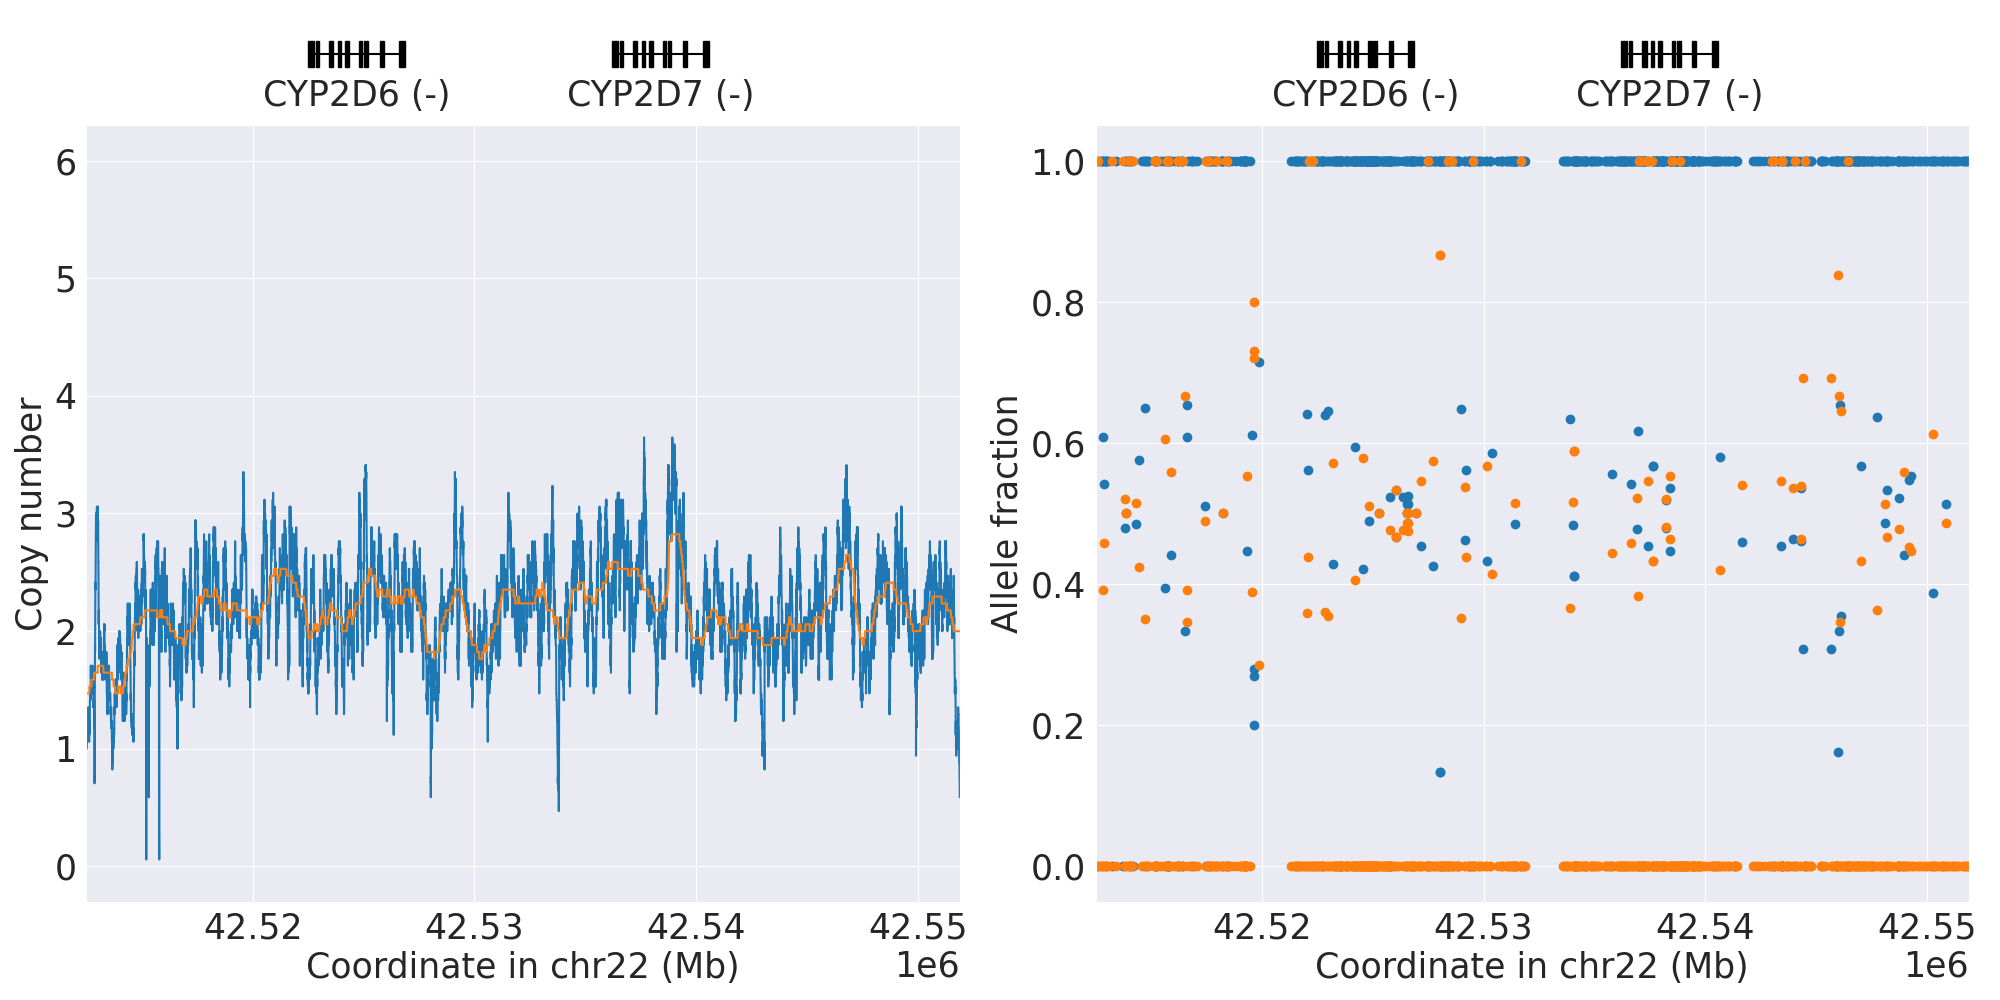 CYP2D6 (-) CYP2D7 (-)
Copy number
6
5
4
3
2
1
0
42.52 42.53 42.54 42.55
Coordinate in chr22 (Mb) 1e6
CYP2D6 (-) CYP2D7 (-)
Allele fraction
1.0
0.8
0.6
0.4
0.2
0.0
42.52 42.53 42.54 42.55
Coordinate in chr22 (Mb) 1e6